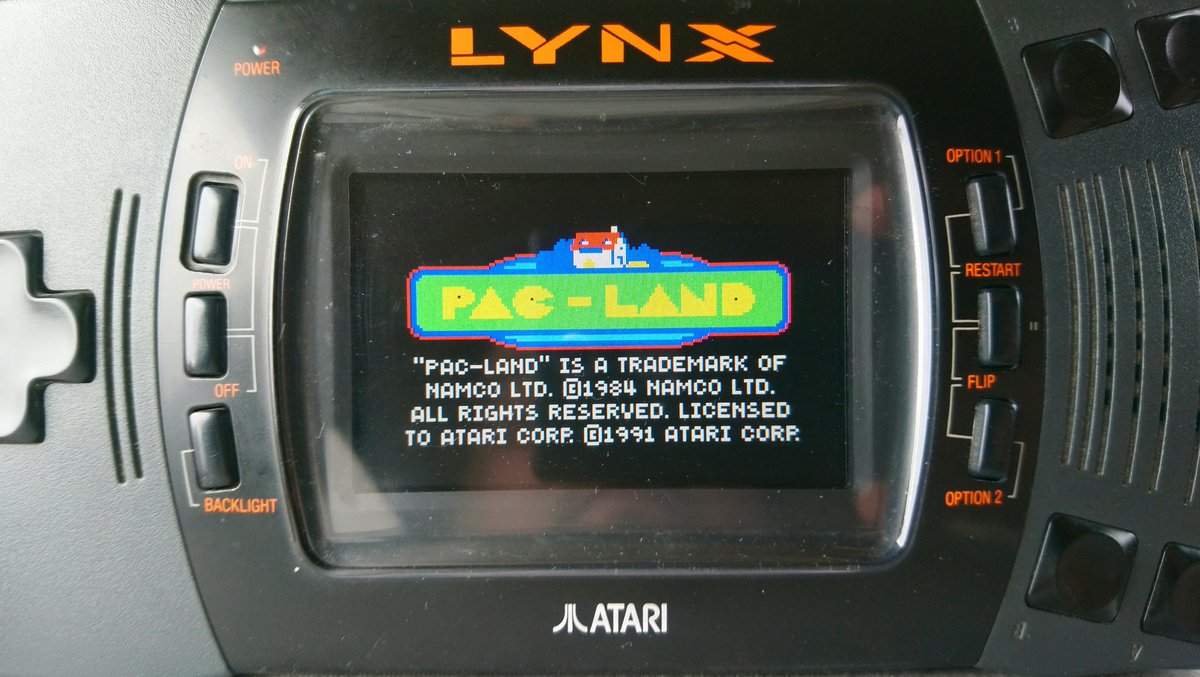 LYNX
POWER
ON
POWER
OFF
BACKLIGHT
OPTION 1
RESTART
FLIP
OPTION 2
PAC-LAND
"PAC-LAND" IS A TRADEMARK OF
NAMCO LTD. ©1984 NAMCO LTD.
ALL RIGHTS RESERVED. LICENSED
TO ATARI CORP. ©1991 ATARI CORP.
ATARI
B
A